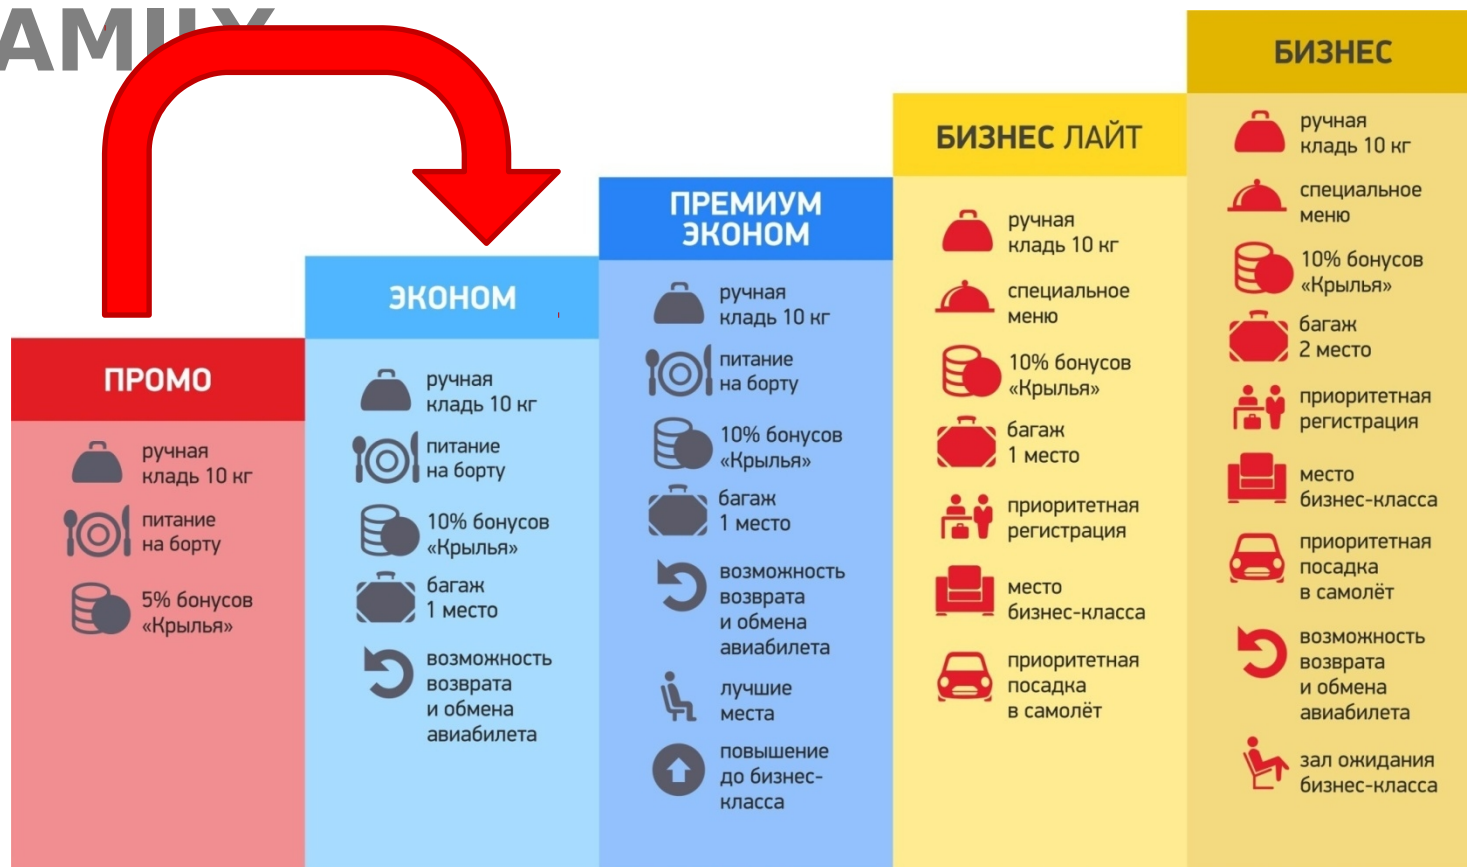 ПРОМО
ручная
кладь 10 кг
питание
на борту
5% бонусов
«Крылья»
ЭКОНОМ
ручная
кладь 10 кг
питание
на борту
10% бонусов
«Крылья»
багаж
1 место
возможность
возврата
и обмена
авиабилета
ПРЕМИУМ
ЭКОНОМ
ручная
кладь 10 кг
питание
на борту
10% бонусов
«Крылья»
багаж
1 место
возможность
возврата
и обмена
авиабилета
лучшие
места
повышение
до бизнес-
класса
БИЗНЕС ЛАЙТ
ручная
кладь 10 кг
специальное
меню
10% бонусов
«Крылья»
багаж
1 место
приоритетная
регистрация
место
бизнес-класса
приоритетная
посадка
в самолёт
БИЗНЕС
ручная
кладь 10 кг
специальное
меню
10% бонусов
«Крылья»
багаж
2 место
приоритетная
регистрация
место
бизнес-класса
приоритетная
посадка
в самолёт
возможность
возврата
и обмена
авиабилета
зал ожидания
бизнес-класса